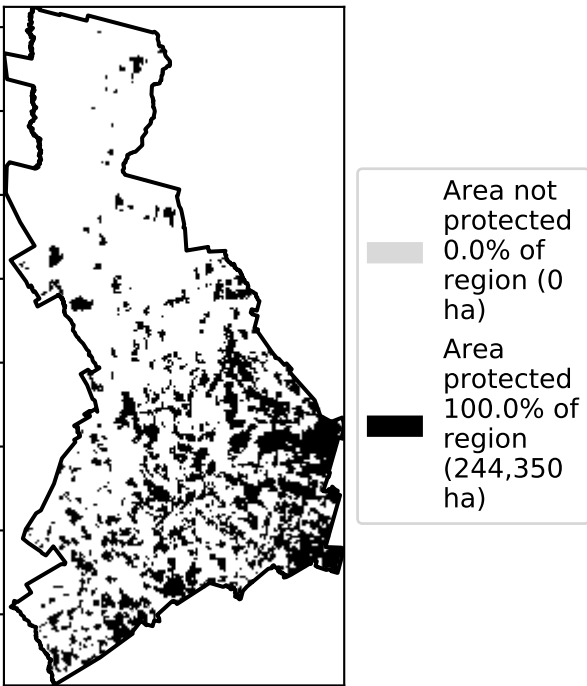 Area not
protected
0.0% of
region (0
ha)
Area
protected
100.0% of
region
(244,350
ha)